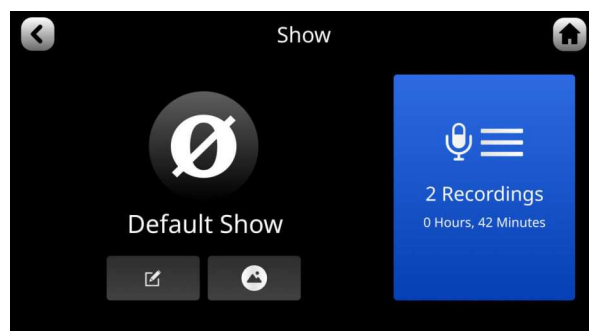 Show
Ø
Default Show
2 Recordings
0 Hours, 42 Minutes